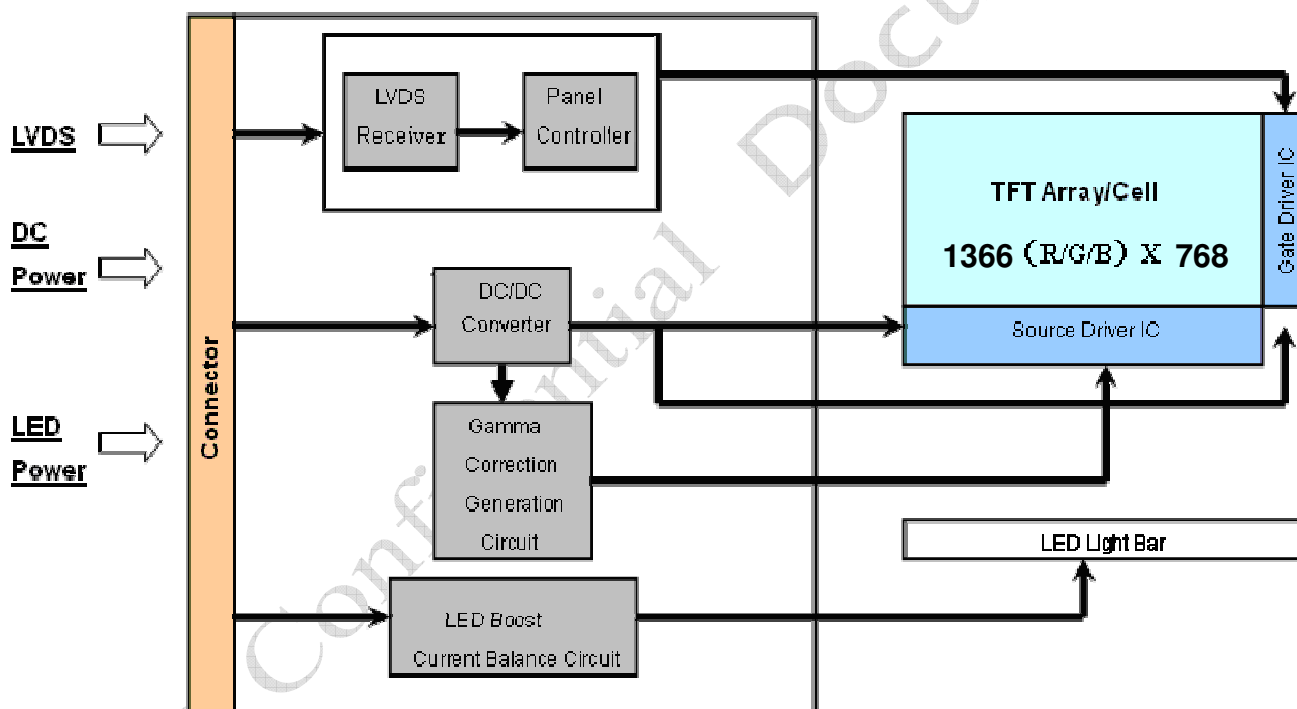 LVDS
DC
Power
LED
Power
Connector
LVDS
Receiver
Panel
Controller
DC/DC
Converter
Gamma
Correction
Generation
Circuit
LED Boost
Current Balance Circuit
TFT Array/Cell
1366 (R/G/B) X 768
Gate Driver IC
Source Driver IC
LED Light Bar
Confidential Docu